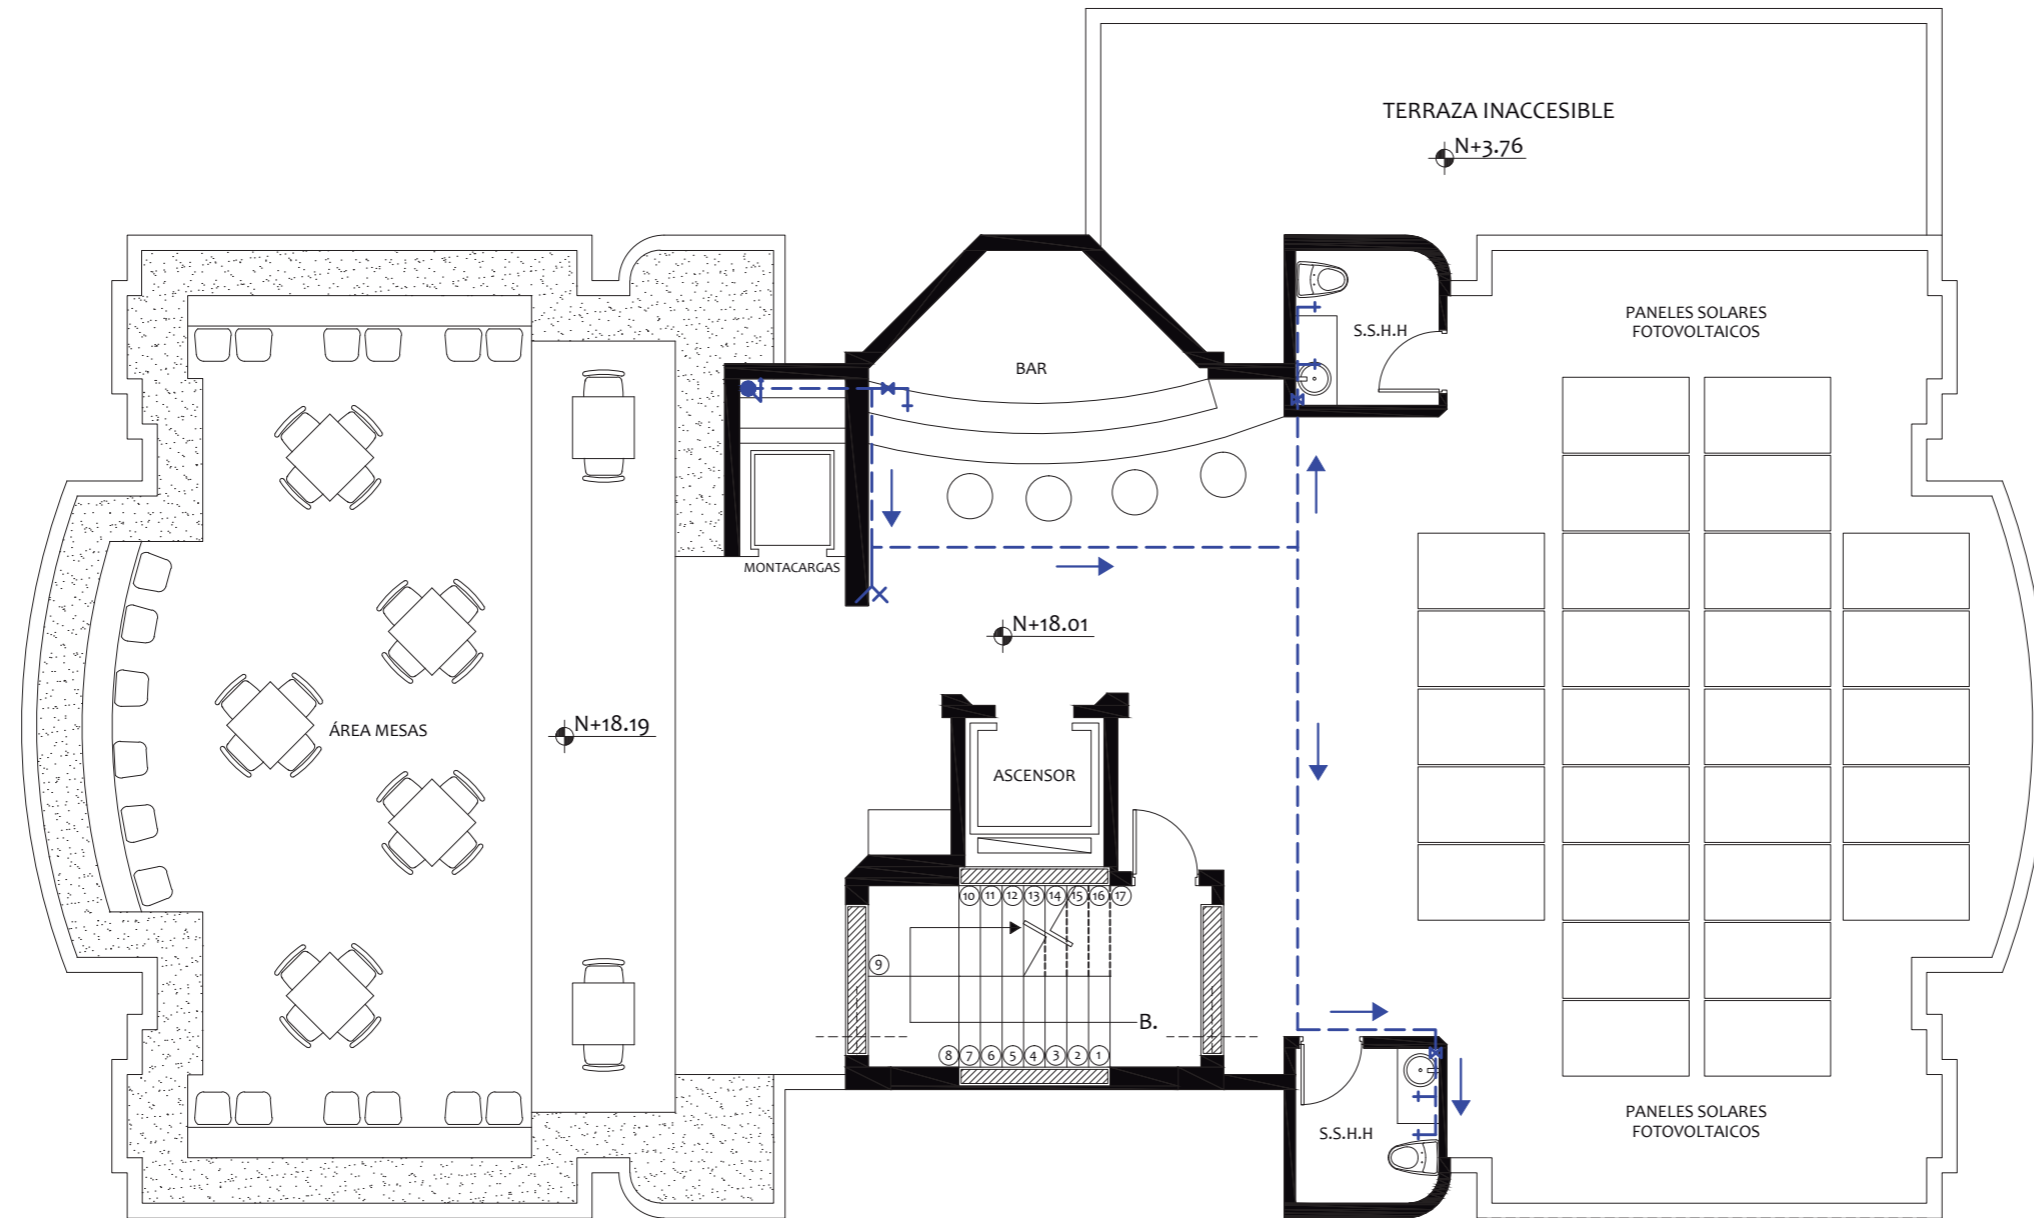 TERRAZA INACCESIBLE
N+3.76
PANELES SOLARES
FOTOVOLTAICOS
S.S.H.H
BAR
MONTACARGAS
N+18.01
ÁREA MESAS
N+18.19
ASCENSOR
10 11 12 13 14 15 16 17
9
B.
8 7 6 5 4 3 2 1
S.S.H.H
PANELES SOLARES
FOTOVOLTAICOS